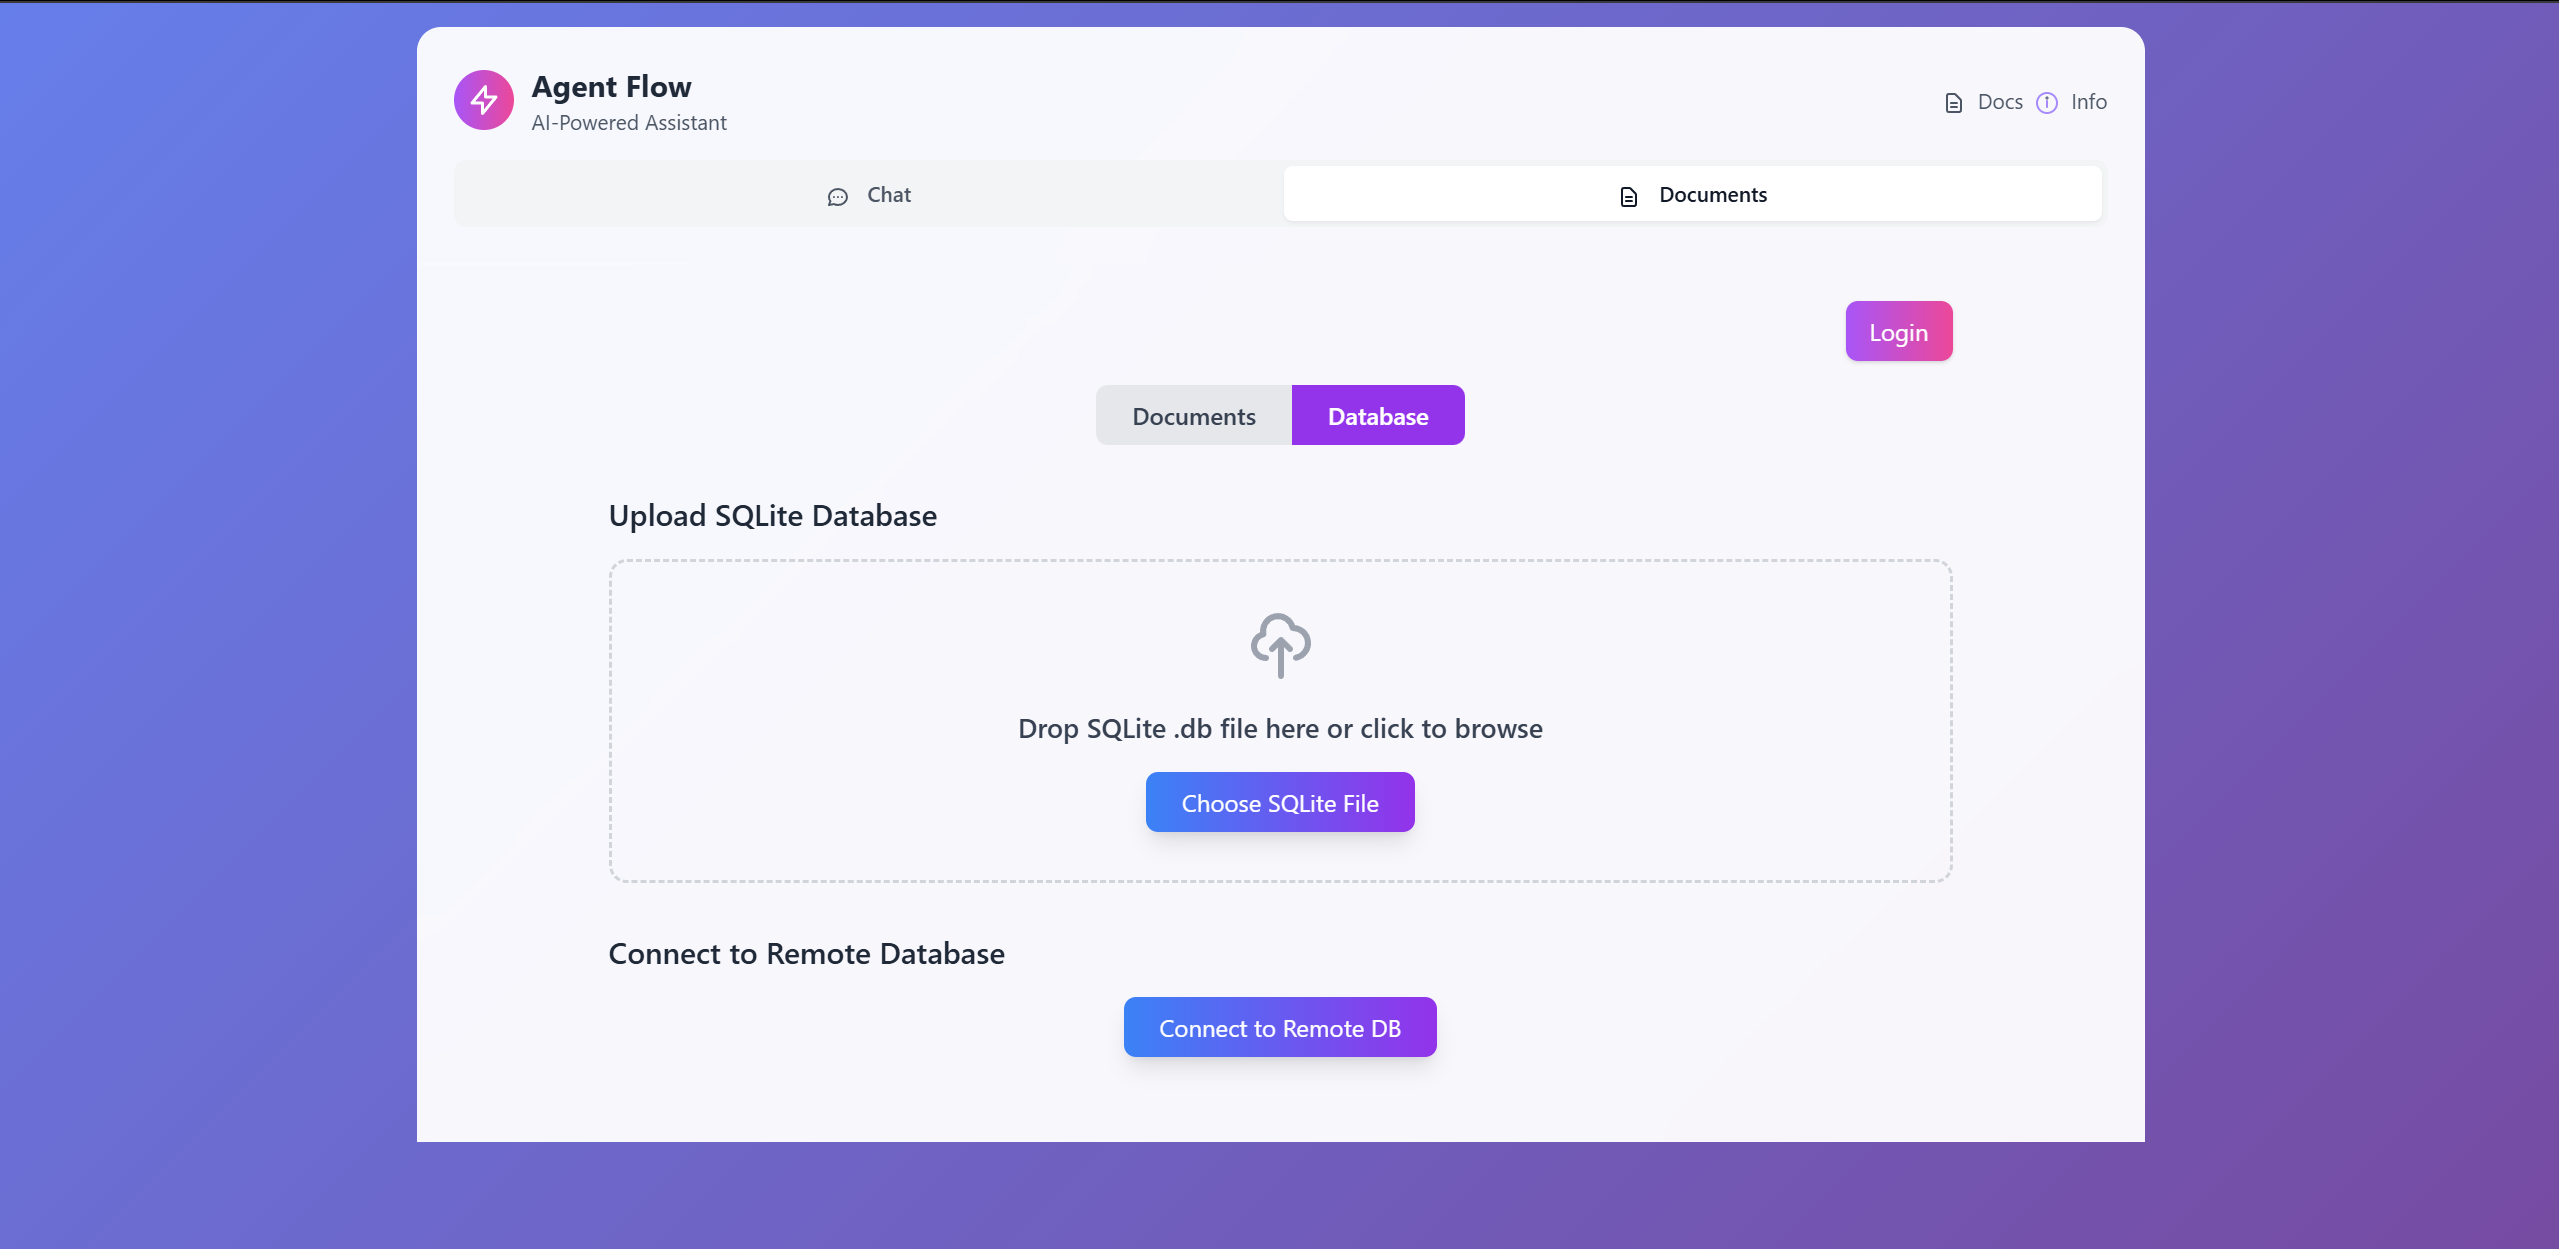 Agent Flow
AI-Powered Assistant
Docs
Info
Chat
Documents
Login
Documents
Database
Upload SQLite Database
Drop SQLite .db file here or click to browse
Choose SQLite File
Connect to Remote Database
Connect to Remote DB